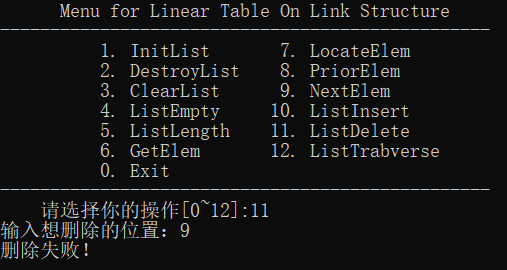 Menu for Linear Table On Link Structure
-------------------------------------------------
1. InitList 7. LocateElem
2. DestroyList 8. PriorElem
3. ClearList 9. NextElem
4. ListEmpty 10. ListInsert
5. ListLength 11. ListDelete
6. GetElem 12. ListTrabverse
0. Exit
-------------------------------------------------
请选择你的操作[0~12]:11
输入想删除的位置：9
删除失败！